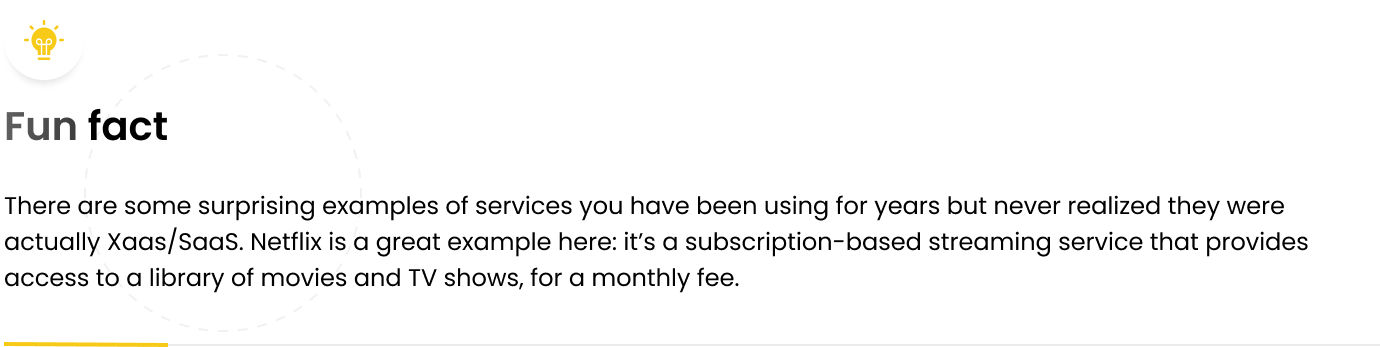 Fun fact
There are some surprising examples of services you have been using for years but never realized they were
actually Xaas/SaaS. Netflix is a great example here: it’s a subscription-based streaming service that provides
access to a library of movies and TV shows, for a monthly fee.